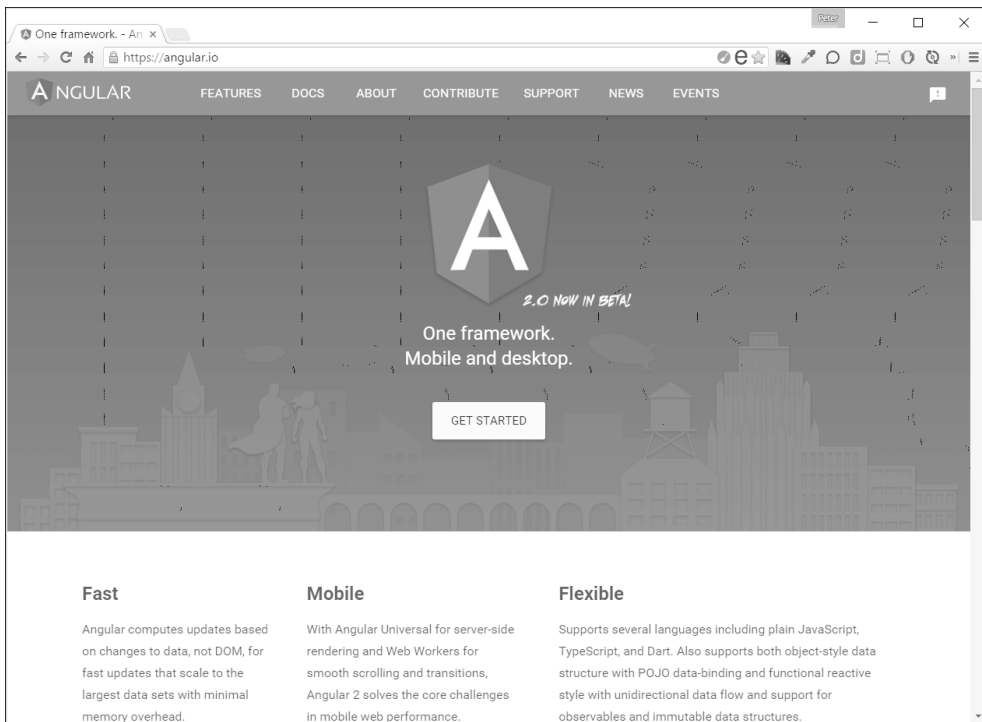 Peter
One framework. - An
https://angular.io
ANGULAR FEATURES DOCS ABOUT CONTRIBUTE SUPPORT NEWS EVENTS
A
2.0 NOW IN BETA!
One framework.
Mobile and desktop.
GET STARTED
Fast
Angular computes updates based
on changes to data, not DOM, for
fast updates that scale to the
largest data sets with minimal
memory overhead.
Mobile
With Angular Universal for server-side
rendering and Web Workers for
smooth scrolling and transitions,
Angular 2 solves the core challenges
in mobile web performance.
Flexible
Supports several languages including plain JavaScript,
TypeScript, and Dart. Also supports both object-style data
structure with POJO data-binding and functional reactive
style with unidirectional data flow and support for
observables and immutable data structures.